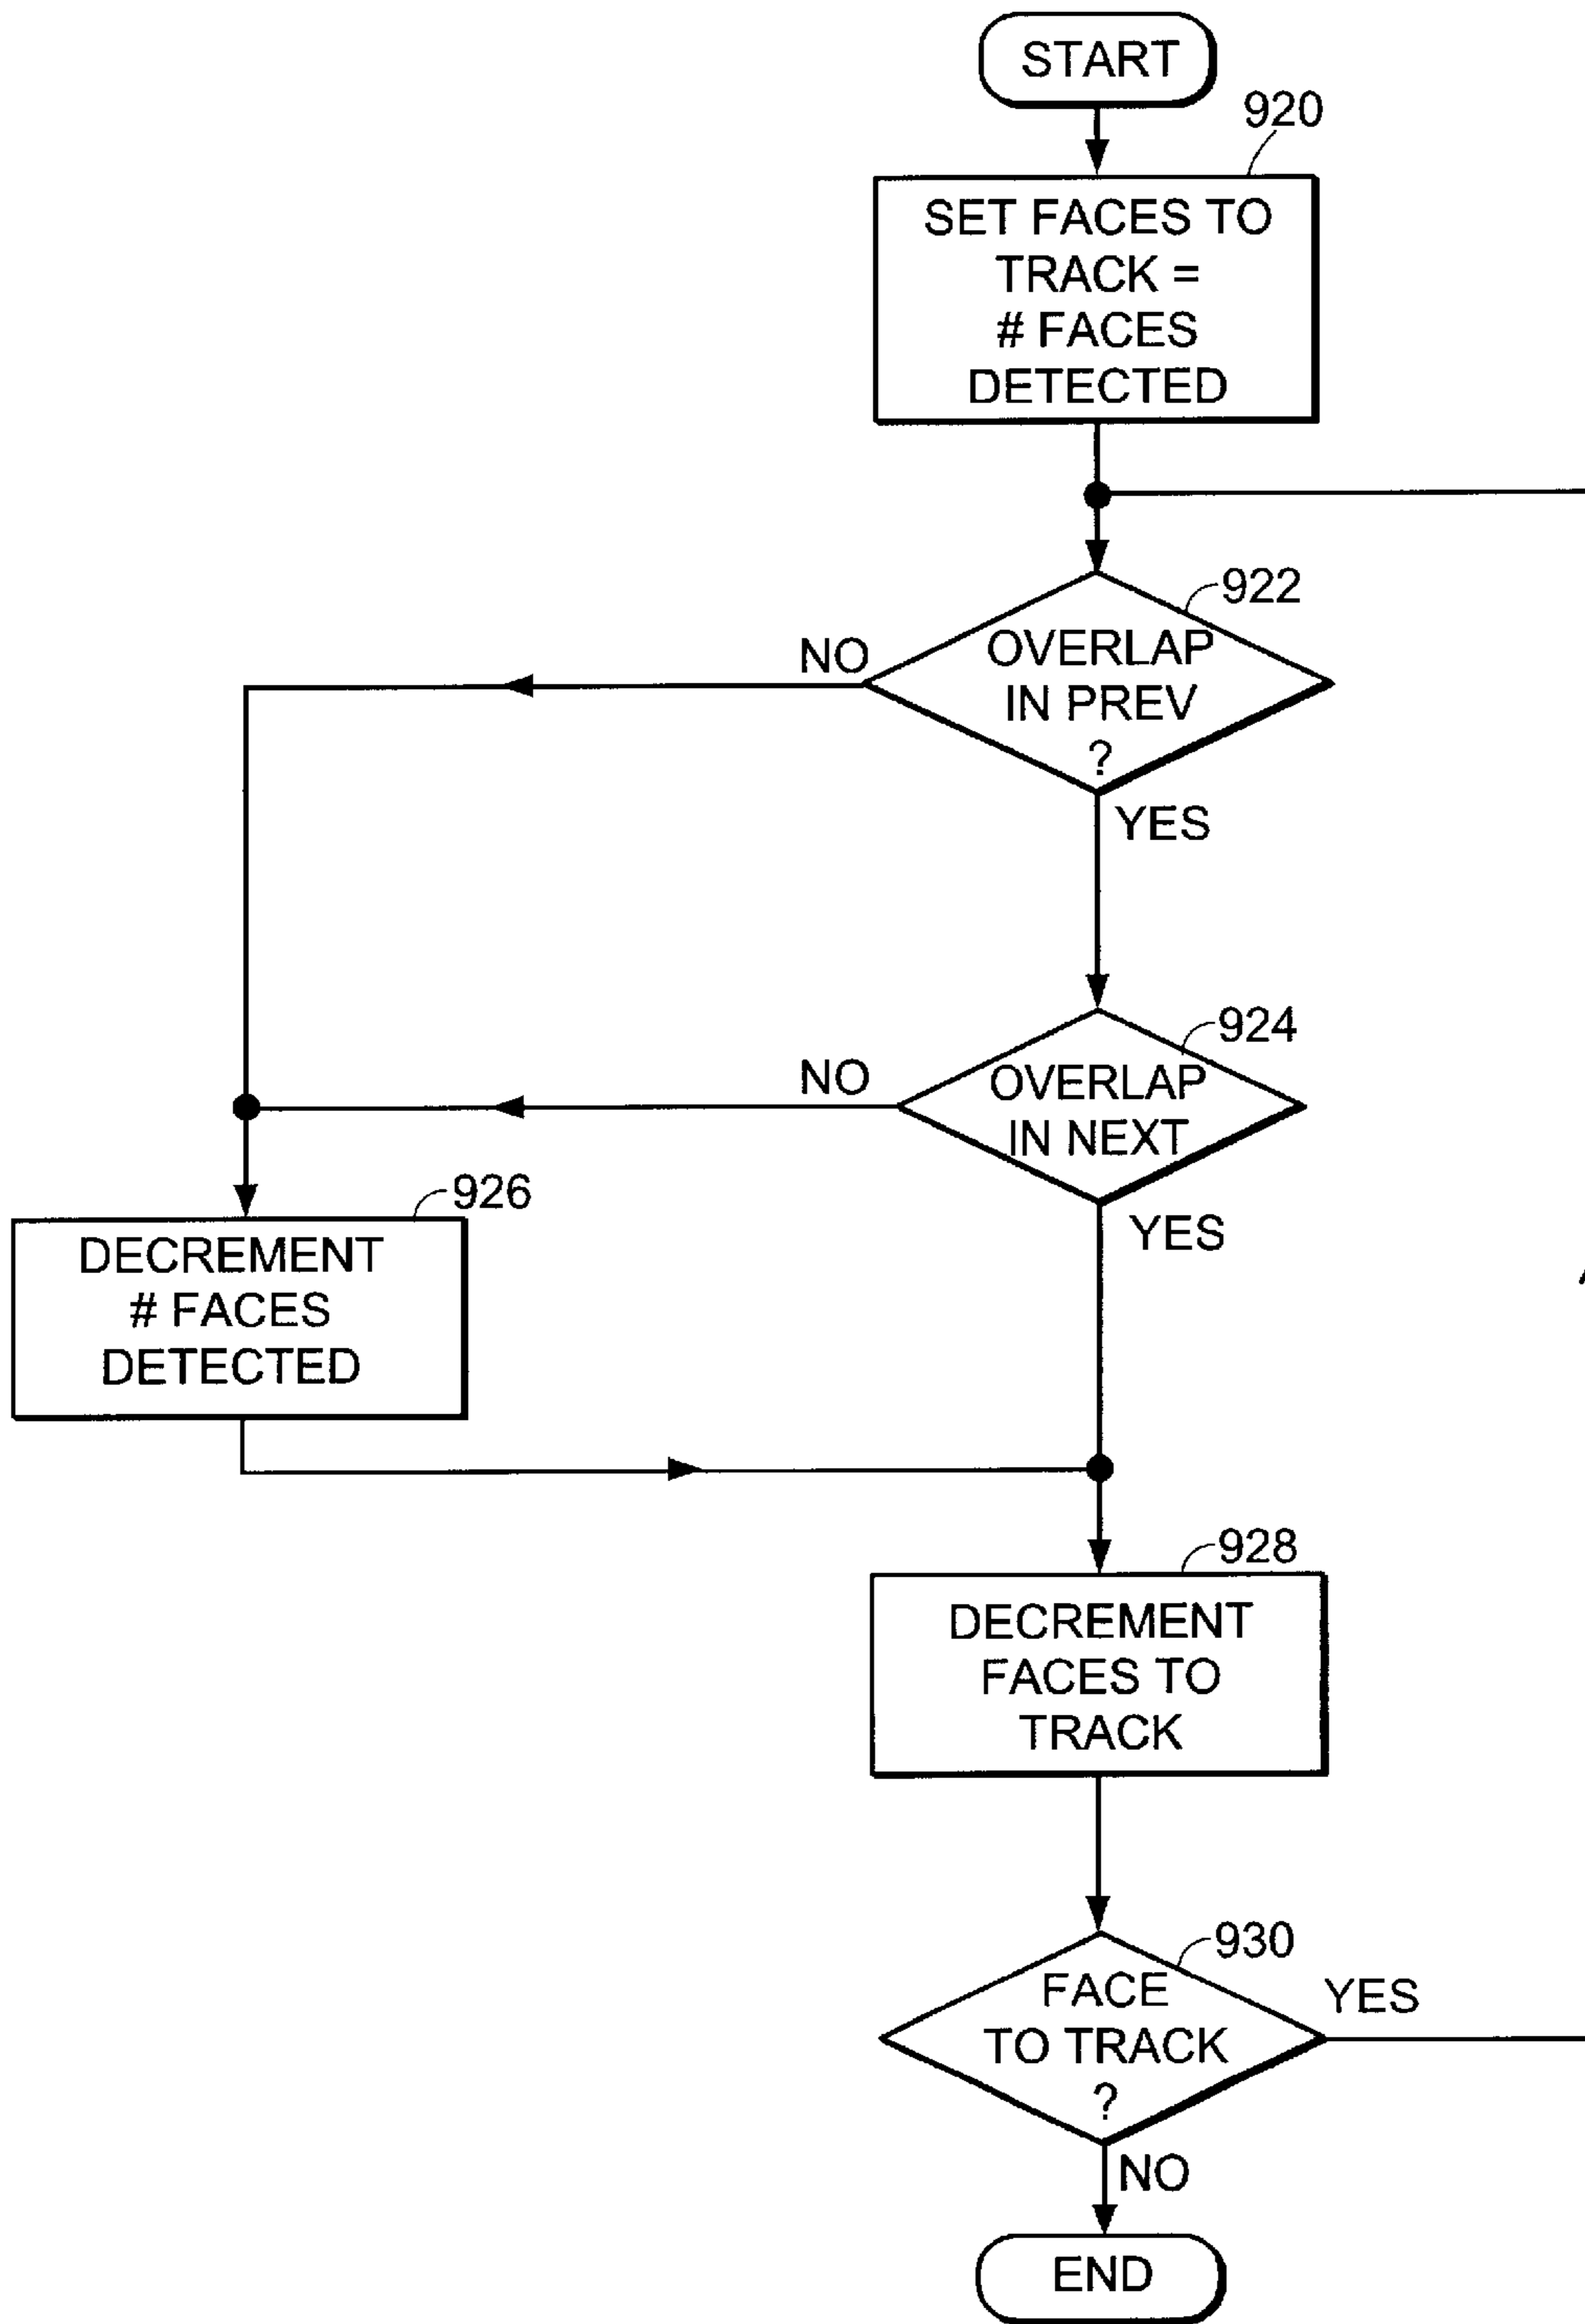 START
920
SET FACES TO
TRACK =
# FACES
DETECTED
922
NO
OVERLAP
IN PREV
?
YES
924
NO
OVERLAP
IN NEXT
YES
926
DECREMENT
# FACES
DETECTED
928
DECREMENT
FACES TO
TRACK
930
FACE
TO TRACK
?
YES
NO
END